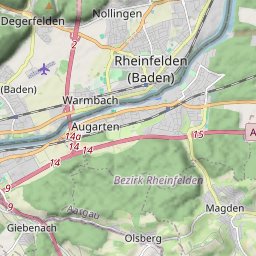 Degerfelden
Nollingen
Rheinfelden
(Baden)
(Baden)
Warmbach
Augarten
14a
14
14
14
15
A
9
9
Bezirk Rheinfelden
Aargau
Magden
Giebenach
Olsberg